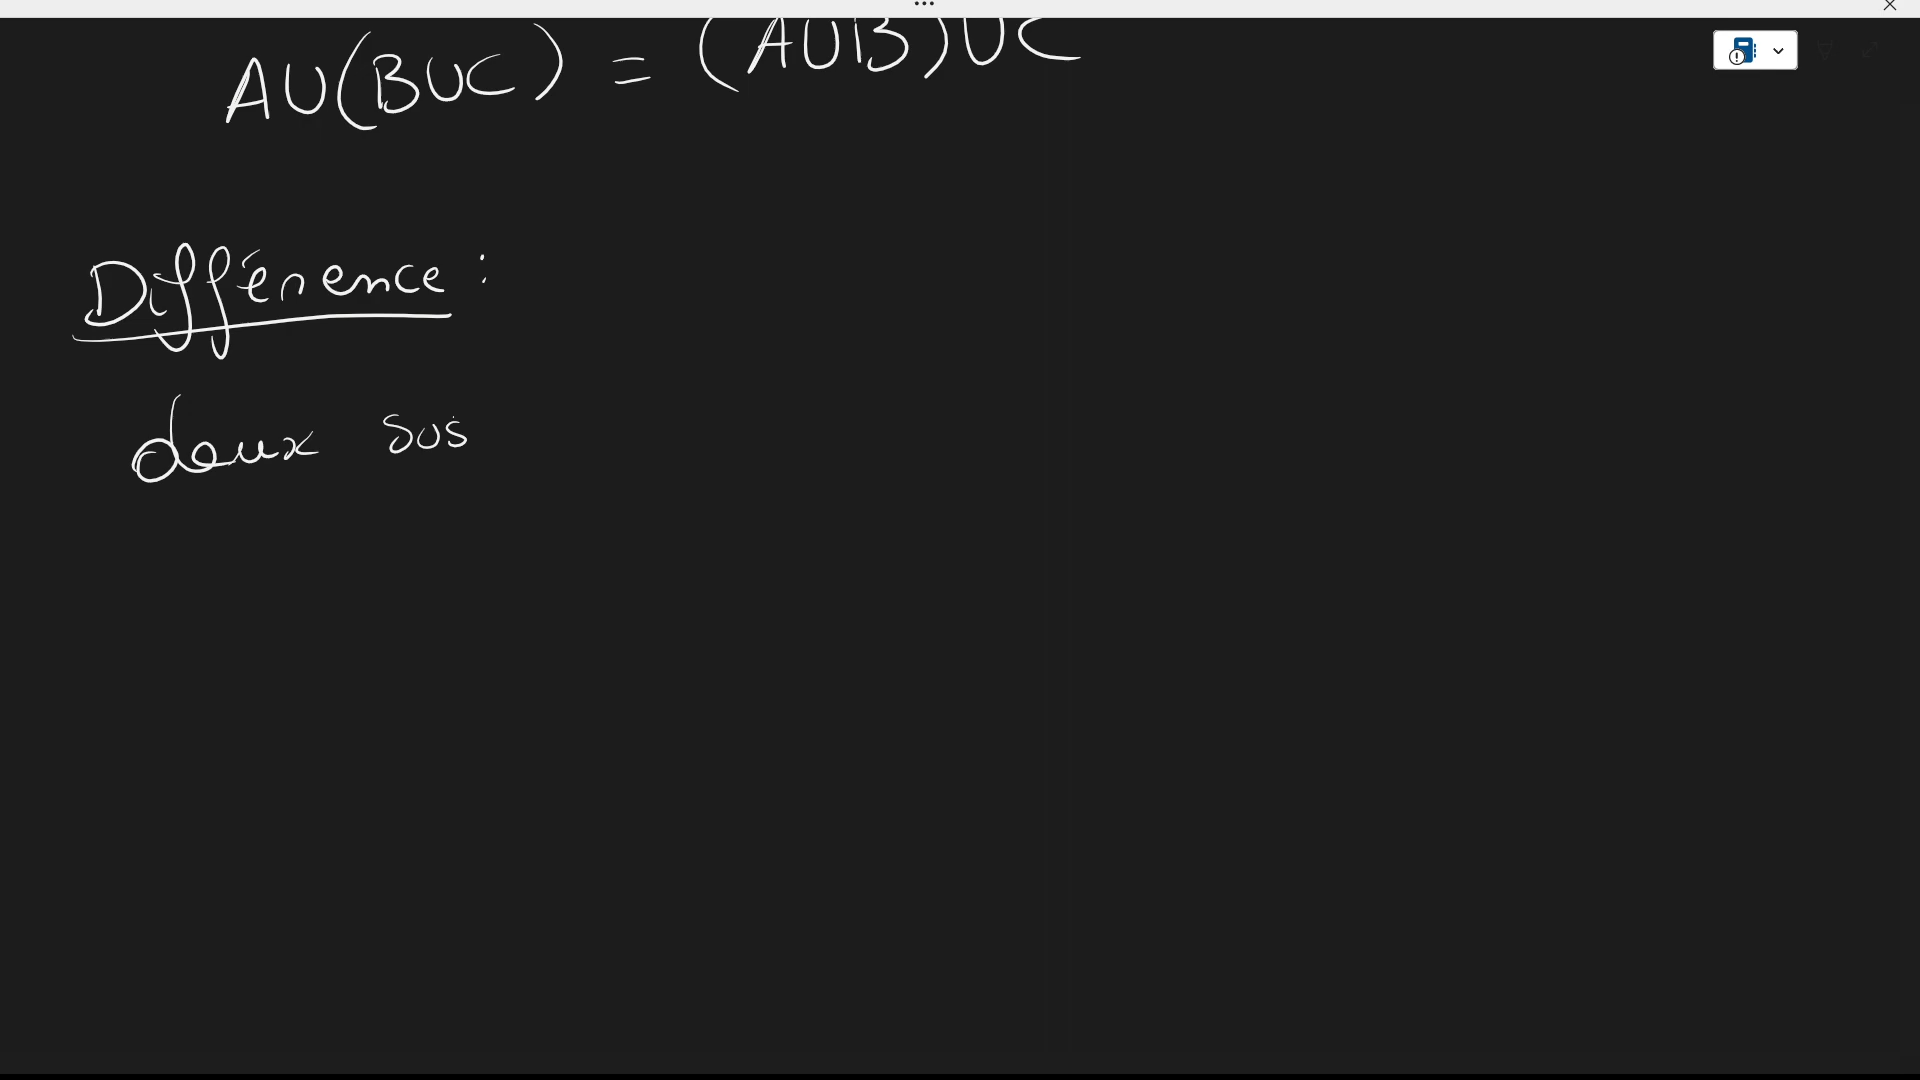 AU(BUC) = (AUB)UC
Différence :
deux sos